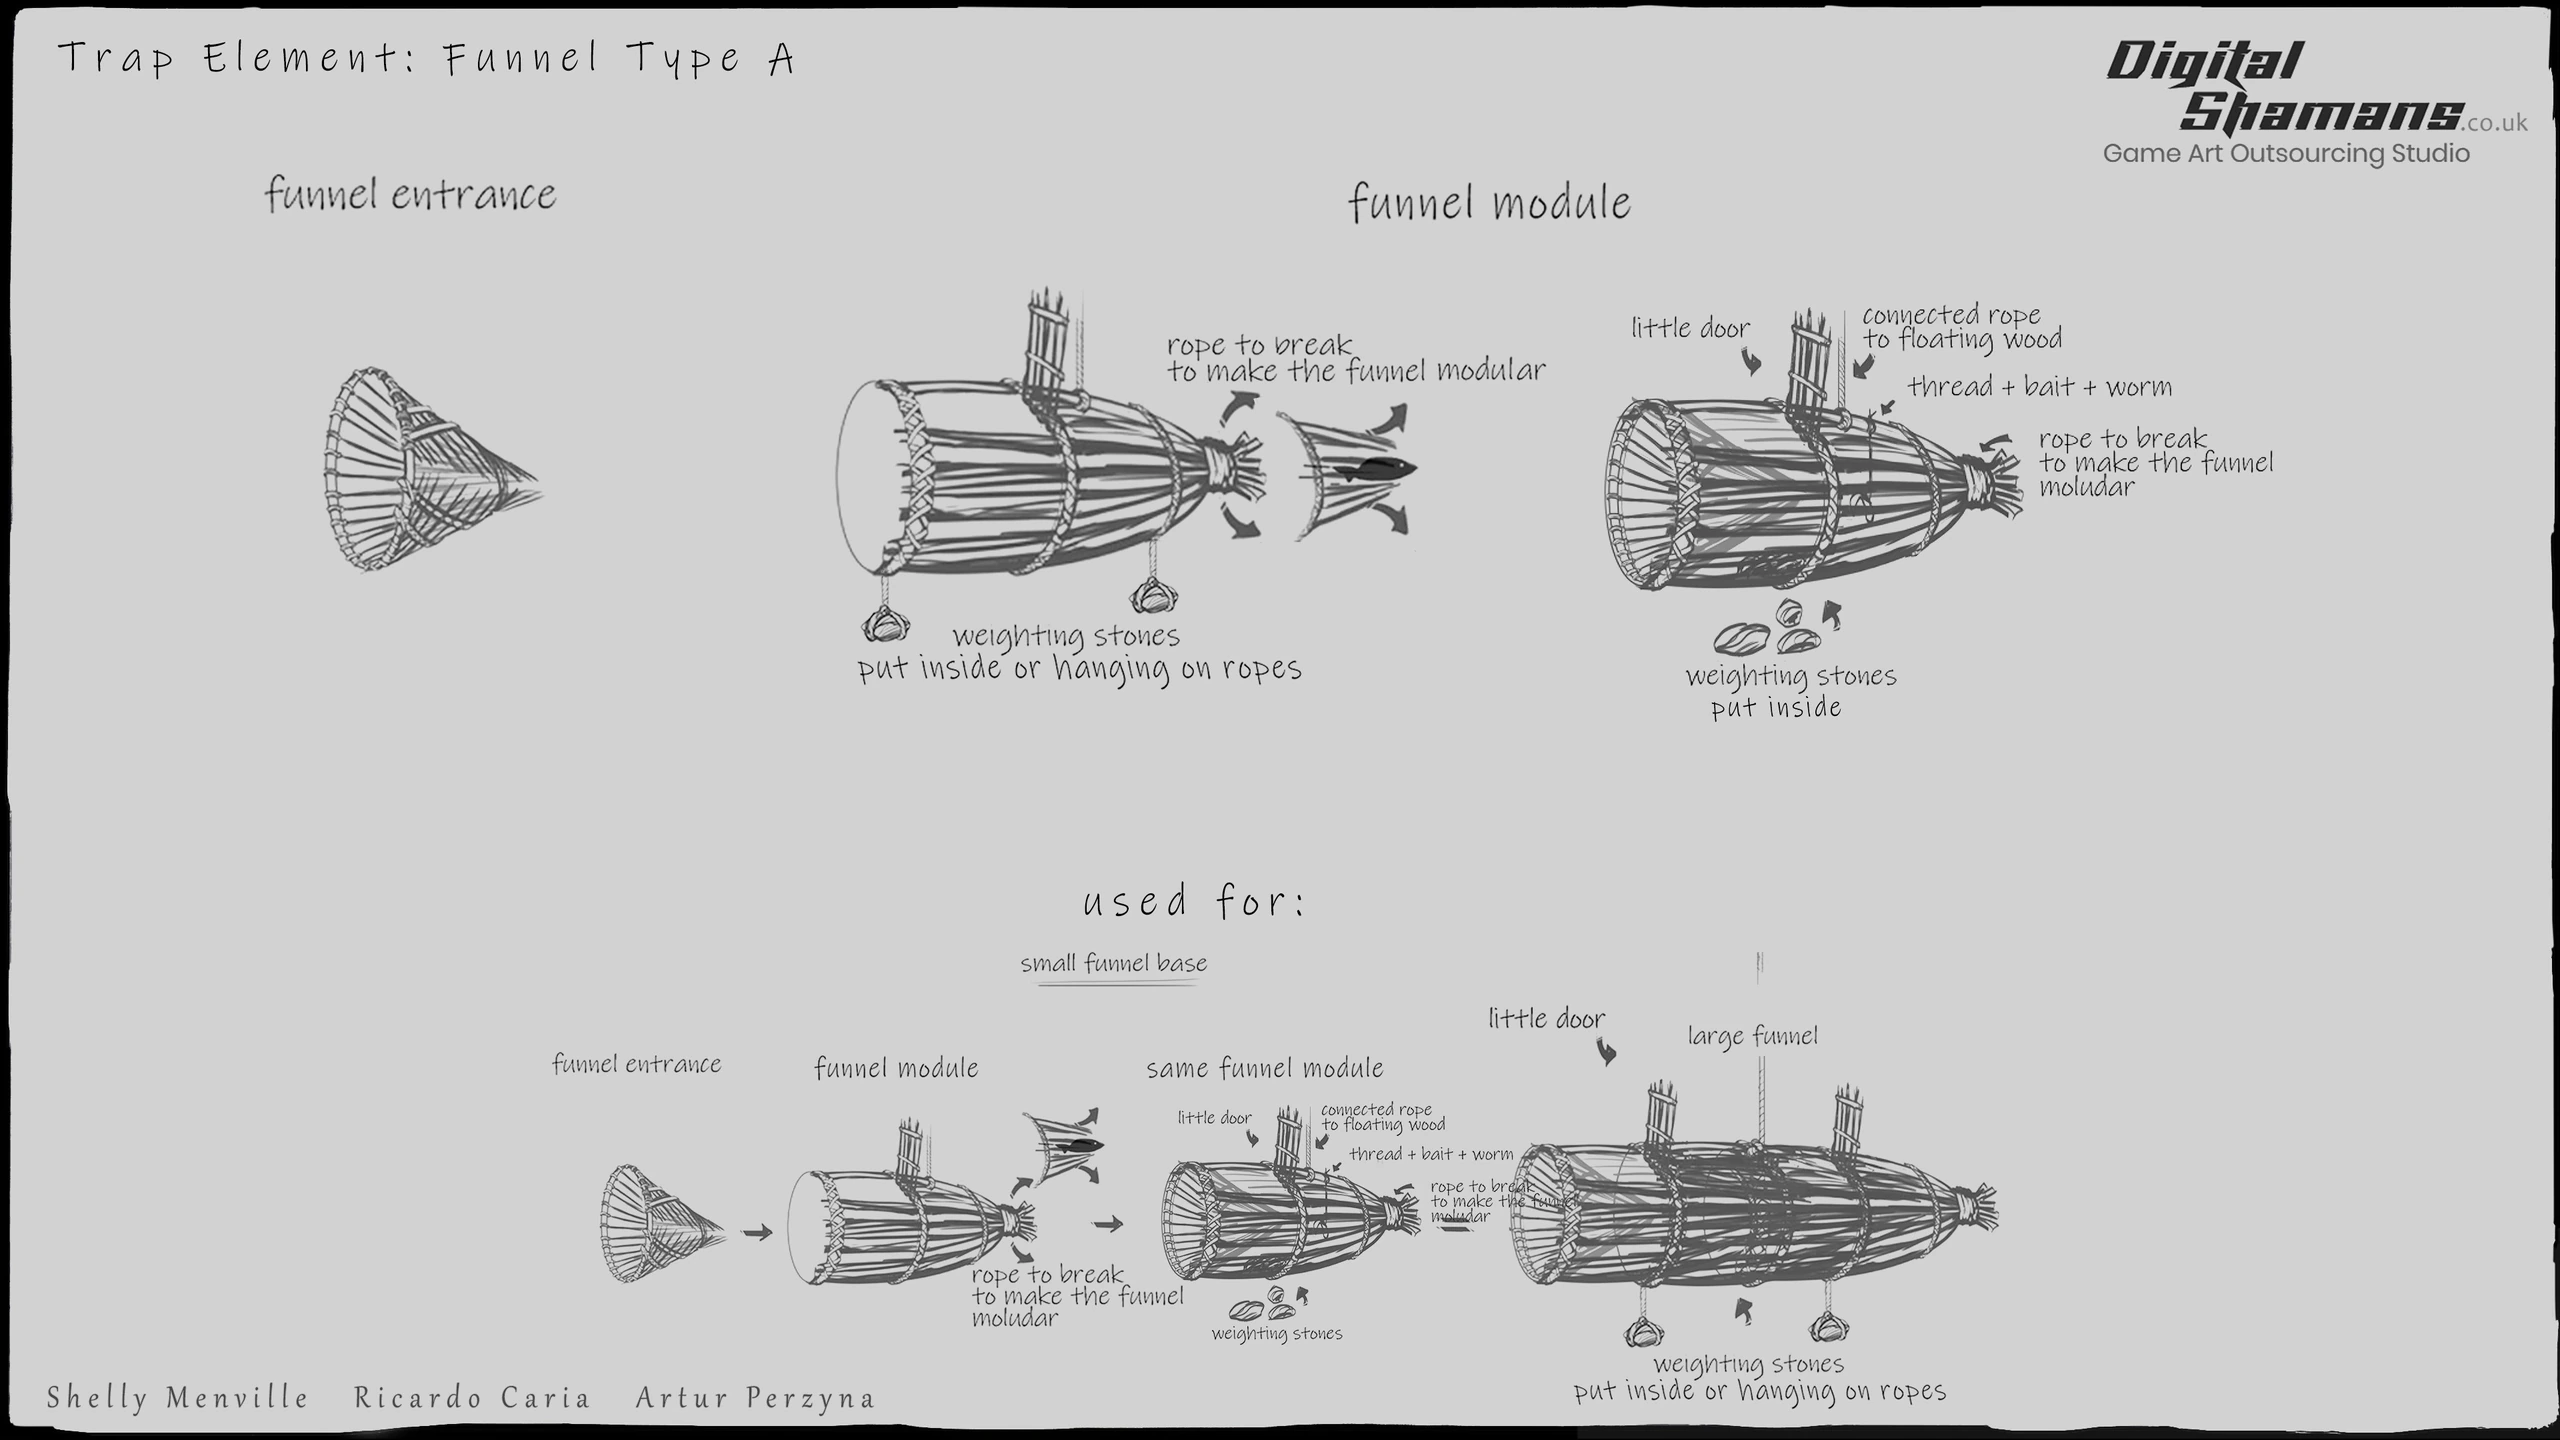 Trap Element: Funnel Type A
Digital
Shamans.co.uk
Game Art Outsourcing Studio
funnel entrance
funnel module
rope to break
to make the funnel modular
weighting stones
put inside or hanging on ropes
little door
connected rope
to floating wood
thread + bait + worm
rope to break
to make the funnel
moludar
weighting stones
put inside
used for:
small funnel base
funnel entrance
funnel module
rope to break
to make the funnel
moludar
same funnel module
little door
connected rope
to floating wood
thread + bait + worm
rope to break
to make the funnel
moludar
weighting stones
little door
large funnel
weighting stones
put inside or hanging on ropes
Shelly Menville Ricardo Caria Artur Perzyna